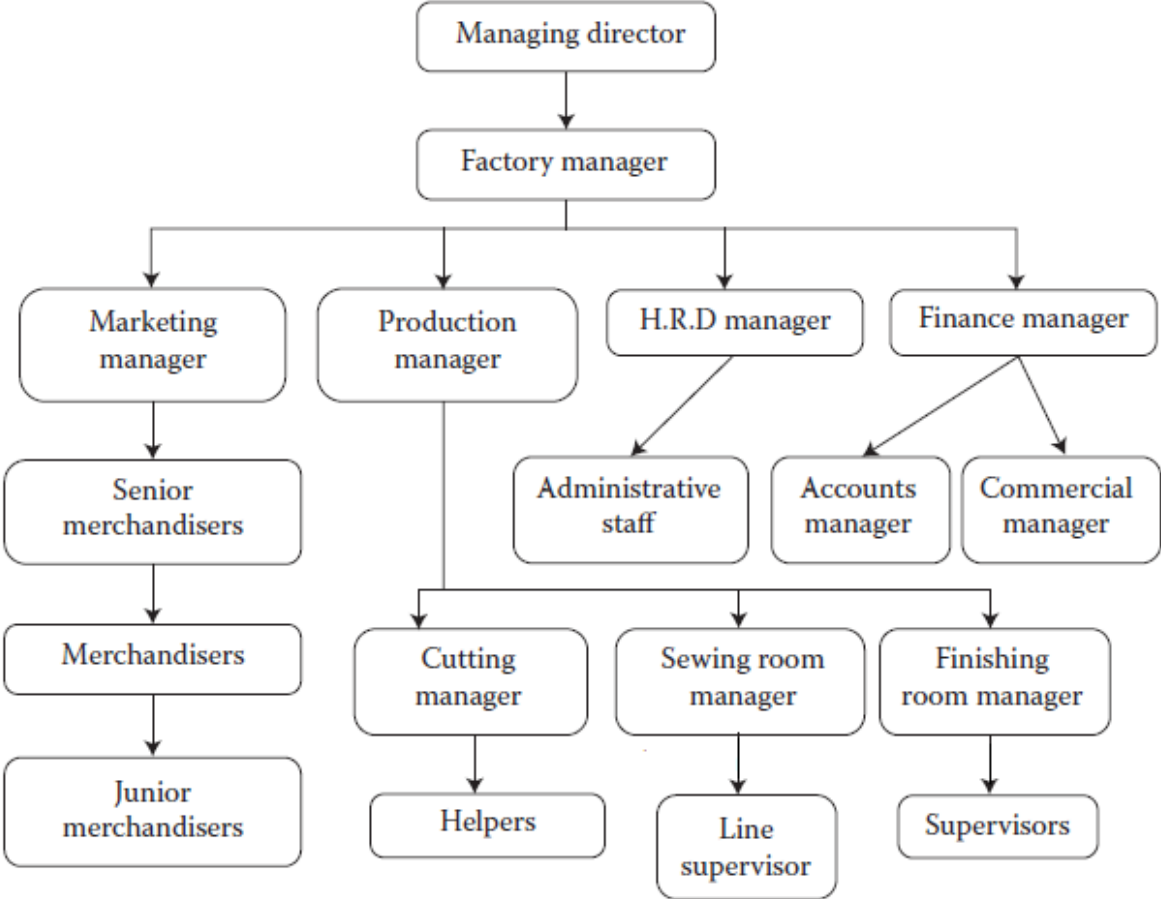 Managing director
Factory manager
Marketing
manager
Production
manager
H.R.D manager
Finance manager
Senior
merchandisers
Administrative
staff
Accounts
manager
Commercial
manager
Merchandisers
Cutting
manager
Sewing room
manager
Finishing
room manager
Junior
merchandisers
Helpers
Line
supervisor
Supervisors